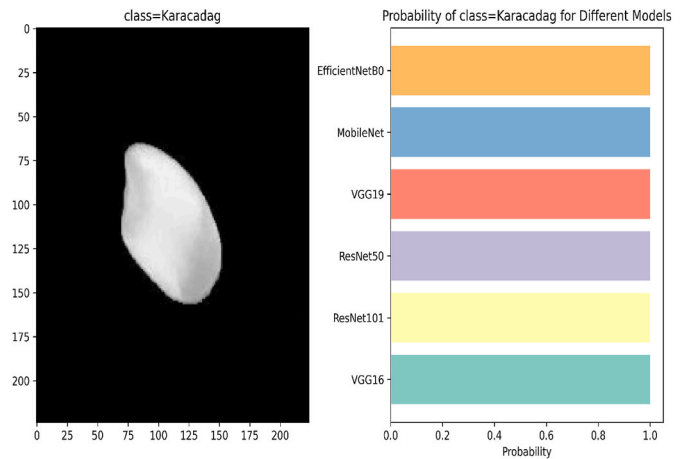 class=Karacadag
0
25
50
75
100
125
150
175
200
0 25 50 75 100 125 150 175 200
Probability of class=Karacadag for Different Models
EfficientNetB0
MobileNet
VGG19
ResNet50
ResNet101
VGG16
0.0 0.2 0.4 0.6 0.8 1.0
Probability